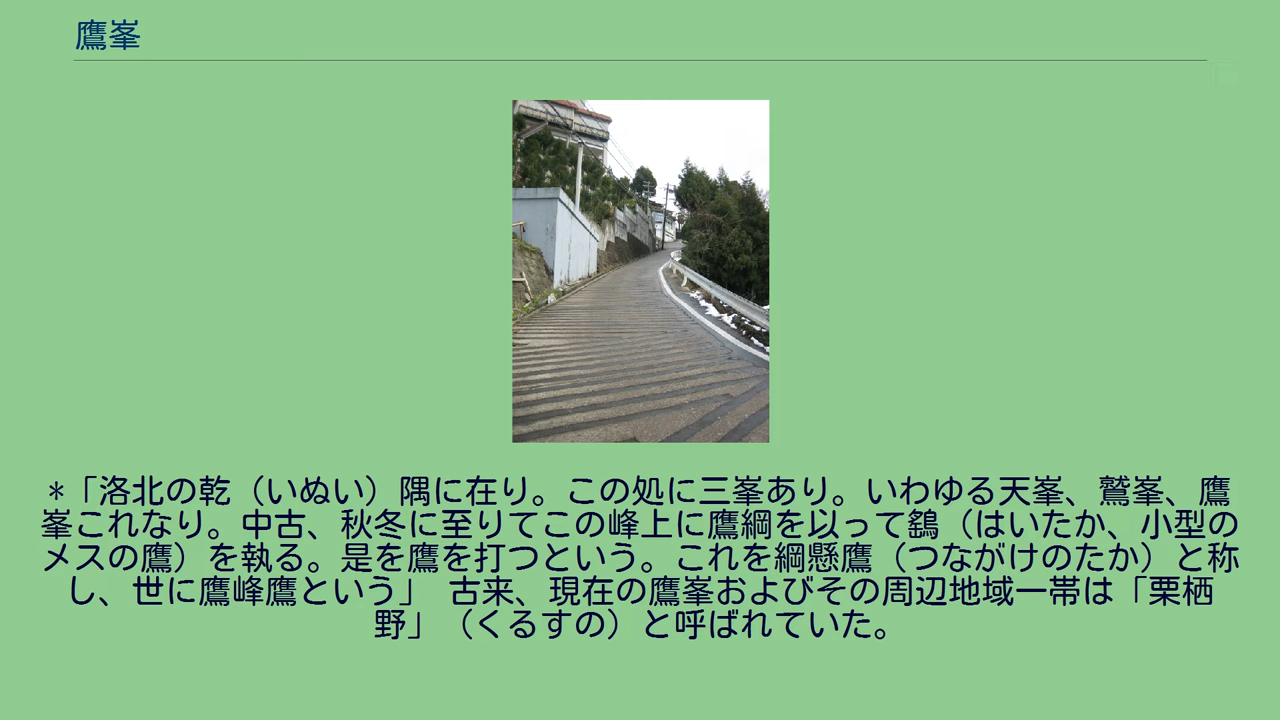 鷹峯
＊「洛北の乾（いぬい）隅に在り。この処に三峯あり。いわゆる天峯、鷲峯、鷹
峯これなり。中古、秋冬に至りてこの峰上に鷹綱を以って鷂（はいたか、小型の
メスの鷹）を執る。是を鷹を打つという。これを綱懸鷹（つながけのたか）と称
し、世に鷹峰鷹という」 古来、現在の鷹峯およびその周辺地域一帯は「栗栖
野」（くるすの）と呼ばれていた。